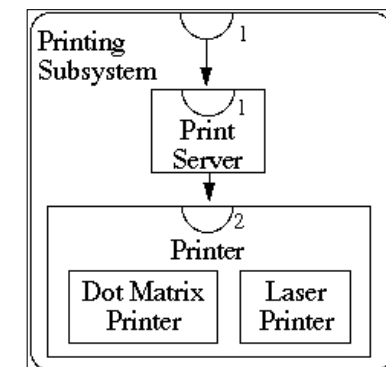 1
Printing
Subsystem
1
Print
Server
2
Printer
Dot Matrix
Printer
Laser
Printer